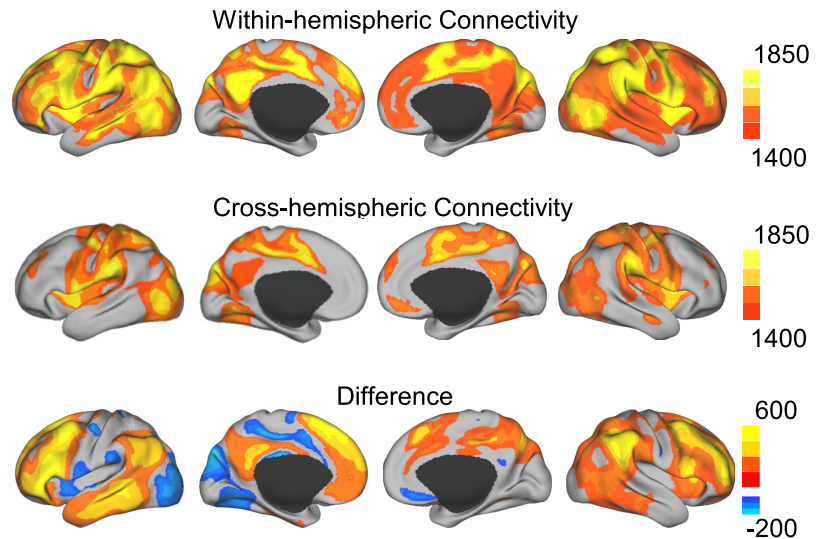 Within-hemispheric Connectivity
1850
1400
Cross-hemispheric Connectivity
1850
1400
Difference
600
-200